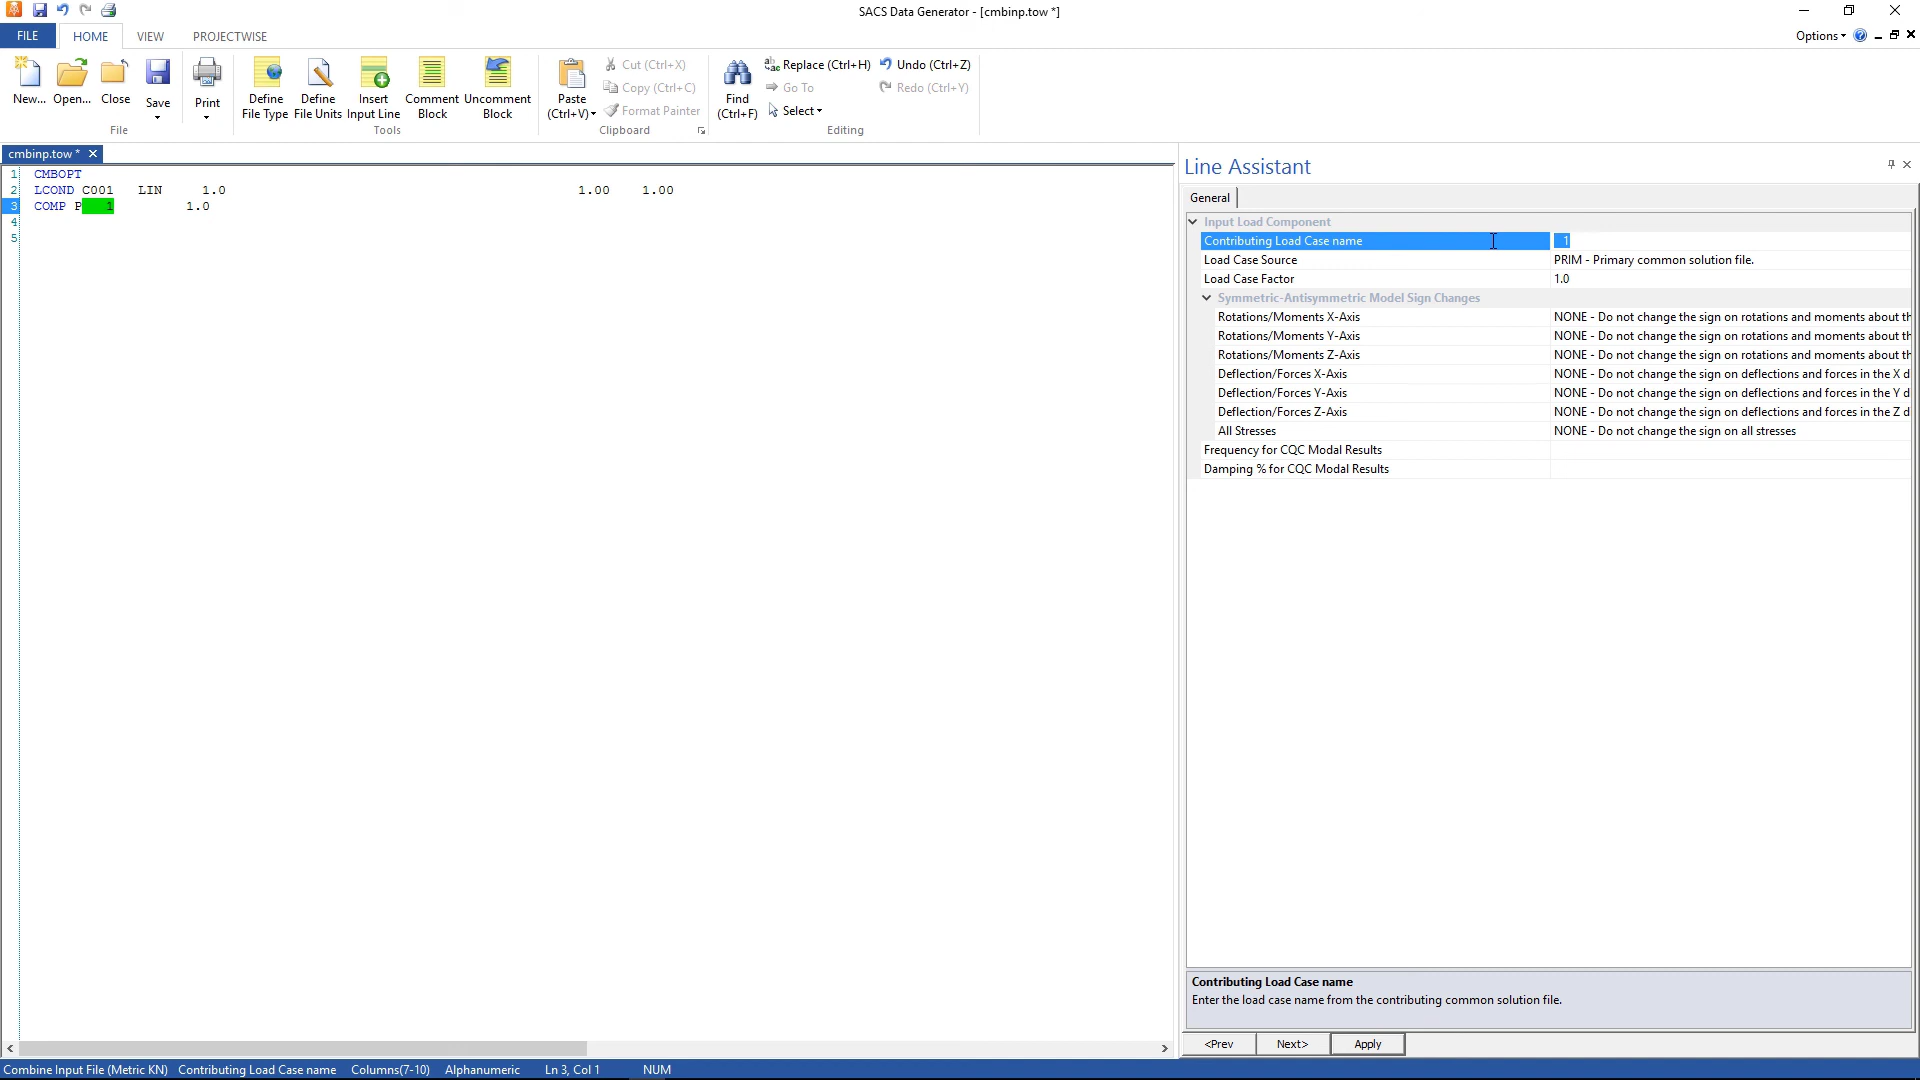 SACS Data Generator - [cmbinp.tow *]
FILE HOME VIEW PROJECTWISE Options
New... Open... Close Save Print
Define File Type Define File Units Insert Input Line Comment Block Uncomment Block
Paste (Ctrl+V) Cut (Ctrl+X) Copy (Ctrl+C) Format Painter
Find (Ctrl+F) Replace (Ctrl+H) Go To Select Undo (Ctrl+Z) Redo (Ctrl+Y)
File Tools Clipboard Editing
cmbinp.tow *
1 CMBOPT
2 LCOND C001 LIN 1.0 1.00 1.00
3 COMP P 1 1.0
4
5
Line Assistant
General
Input Load Component
Contributing Load Case name 1
Load Case Source PRIM - Primary common solution file.
Load Case Factor 1.0
Symmetric-Antisymmetric Model Sign Changes
Rotations/Moments X-Axis NONE - Do not change the sign on rotations and moments about th
Rotations/Moments Y-Axis NONE - Do not change the sign on rotations and moments about th
Rotations/Moments Z-Axis NONE - Do not change the sign on rotations and moments about th
Deflection/Forces X-Axis NONE - Do not change the sign on deflections and forces in the X d
Deflection/Forces Y-Axis NONE - Do not change the sign on deflections and forces in the Y d
Deflection/Forces Z-Axis NONE - Do not change the sign on deflections and forces in the Z d
All Stresses NONE - Do not change the sign on all stresses
Frequency for CQC Modal Results
Damping % for CQC Modal Results
Contributing Load Case name
Enter the load case name from the contributing common solution file.
<Prev Next> Apply
Combine Input File (Metric KN) Contributing Load Case name Columns(7-10) Alphanumeric Ln 3, Col 1 NUM